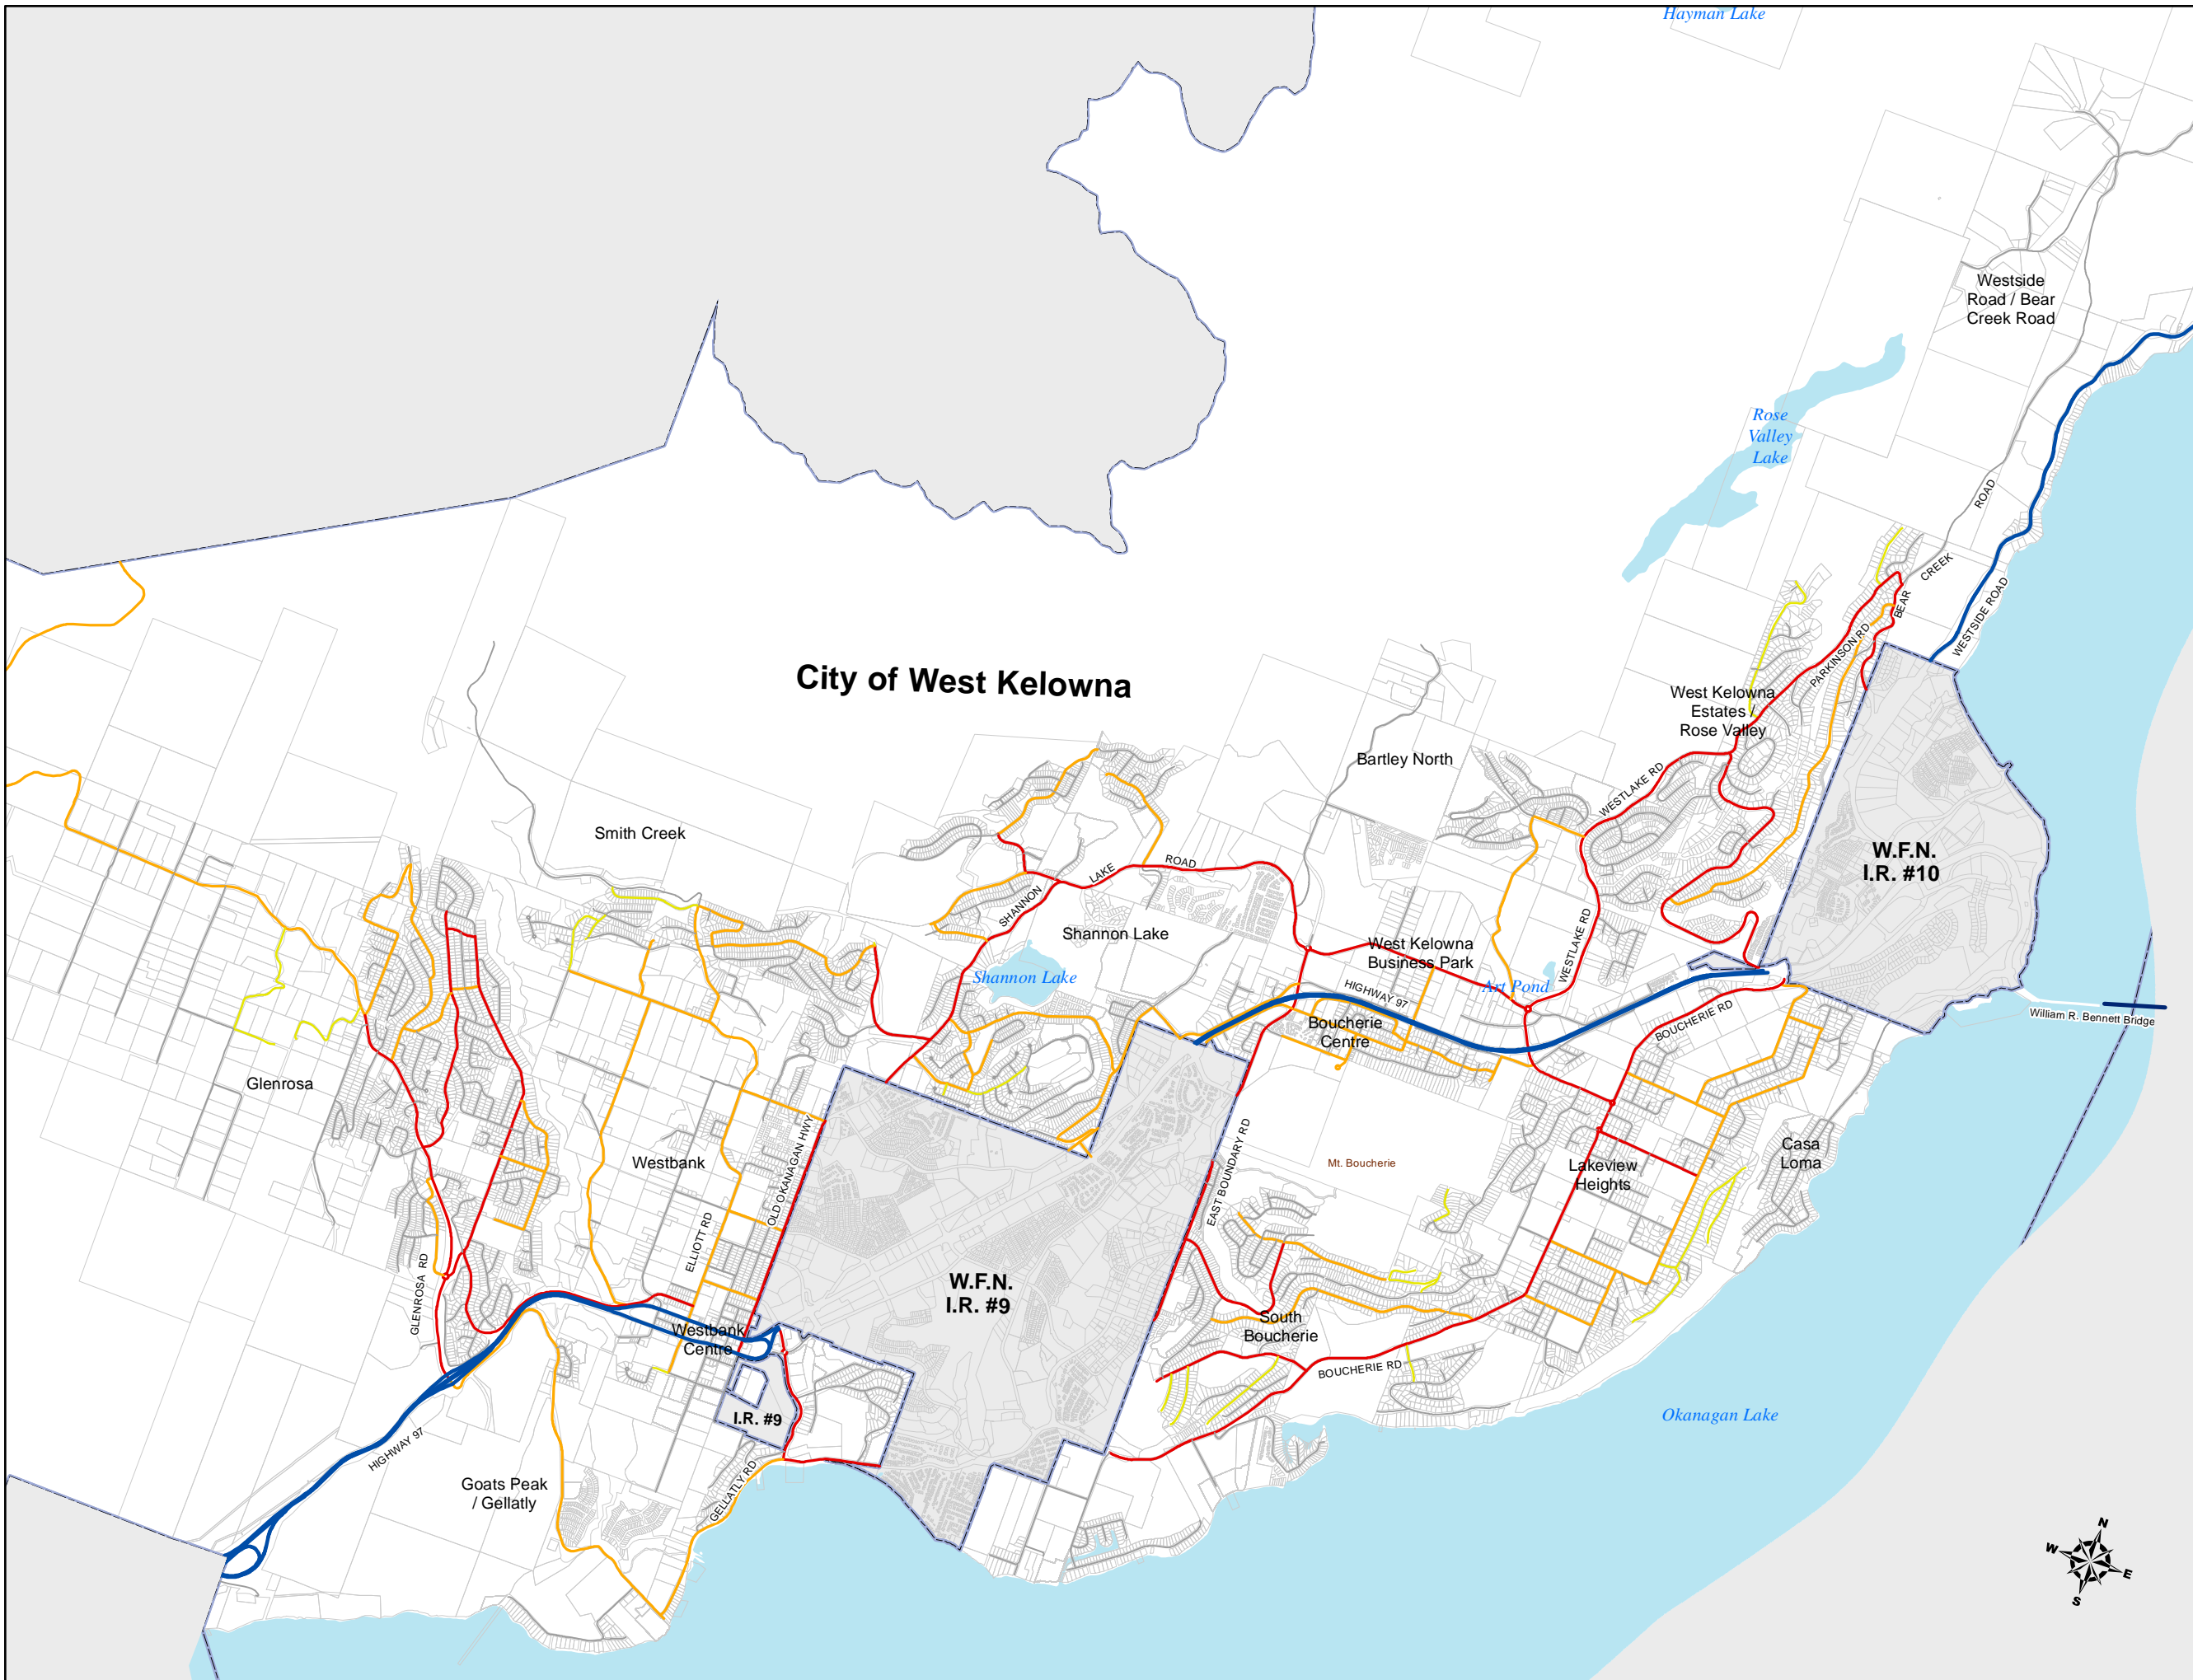 Hayman Lake
Westside
Road / Bear
Creek Road
Rose
Valley
Lake
ROAD
CREEK
BEAR
WESTSIDE ROAD
PARKINSON RD
City of West Kelowna
West Kelowna
Estates /
Rose Valley
Bartley North
WESTLAKE RD
Smith Creek
W.F.N.
I.R. #10
ROAD
LAKE
SHANNON
Shannon Lake
West Kelowna
Business Park
WESTLAKE RD
Shannon Lake
Art Pond
HIGHWAY 97
William R. Bennett Bridge
Boucherie
Centre
BOUCHERIE RD
Glenrosa
Westbank
OLD OKANAGAN HWY
EAST BOUNDARY RD
Mt. Boucherie
Lakeview
Heights
Casa
Loma
ELLIOTT RD
GLENROSA RD
W.F.N.
I.R. #9
South
Boucherie
Westbank
Centre
BOUCHERIE RD
I.R. #9
Okanagan Lake
HIGHWAY 97
Goats Peak
/ Gellatly
GELLATLY RD
N
W
E
S